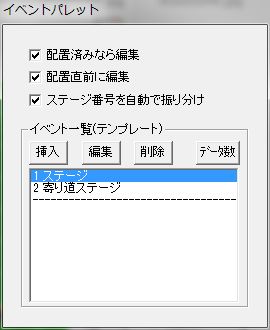 イベントパレット
配置済みなら編集
配置直前に編集
ステージ番号を自動で振り分け
イベント一覧(テンプレート)
挿入 編集 削除 データ数
1 ステージ
2 寄り道ステージ
------------------------------